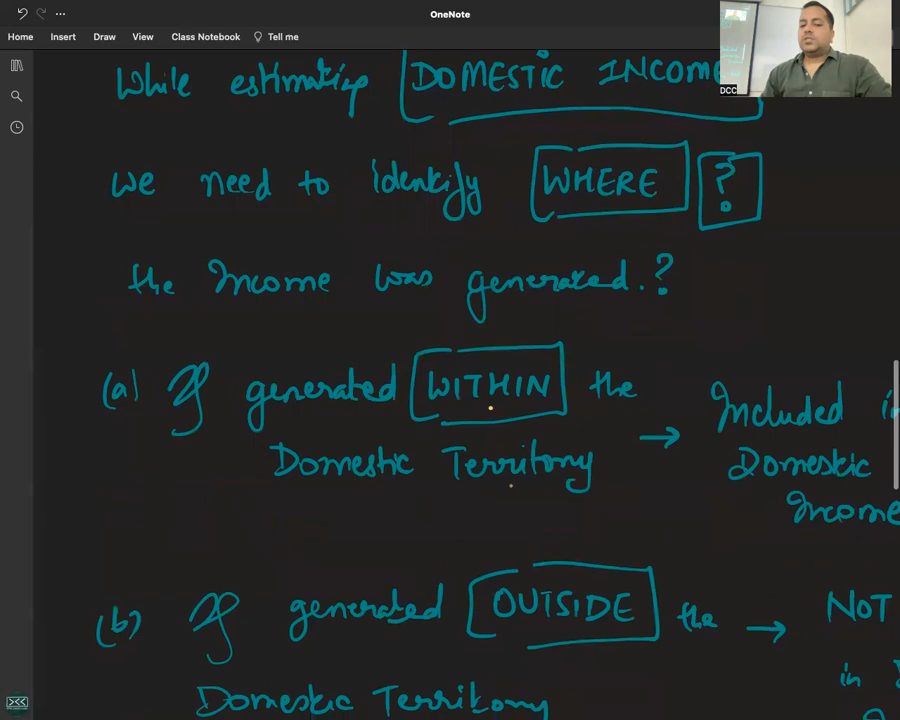 OneNote
Home Insert Draw View Class Notebook Tell me
DCC
While estimating DOMESTIC INCOME
we need to identify WHERE ?
the Income was generated.?
(a) If generated WITHIN the
Domestic Territory → Included in
Domestic
Income
(b) If generated OUTSIDE the → NOT
Domestic Territory
in